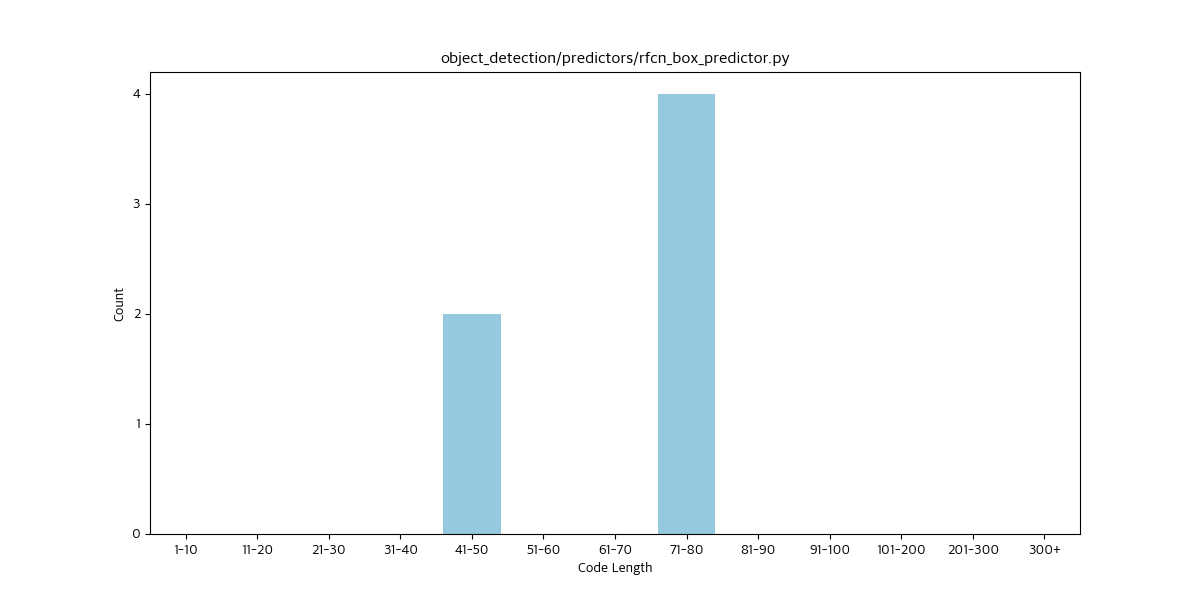 object_detection/predictors/rfcn_box_predictor.py
4
3
2
1
0
Count
1-10 11-20 21-30 31-40 41-50 51-60 61-70 71-80 81-90 91-100 101-200 201-300 300+
Code Length